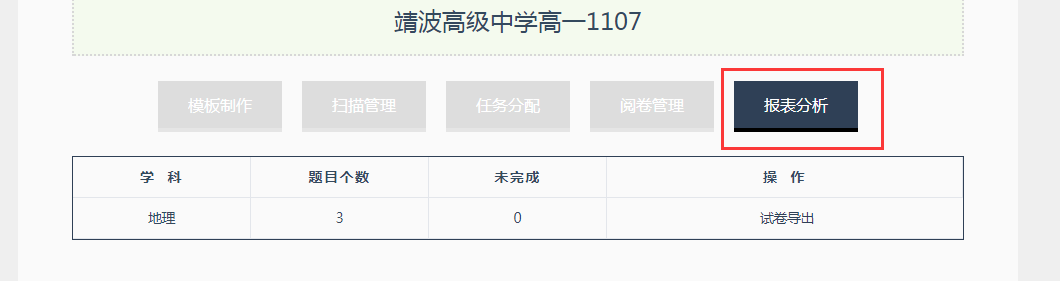 靖波高级中学高一1107
模板制作 扫描管理 任务分配 阅卷管理 报表分析
学 科 题目个数 未完成 操 作
地理 3 0 试卷导出